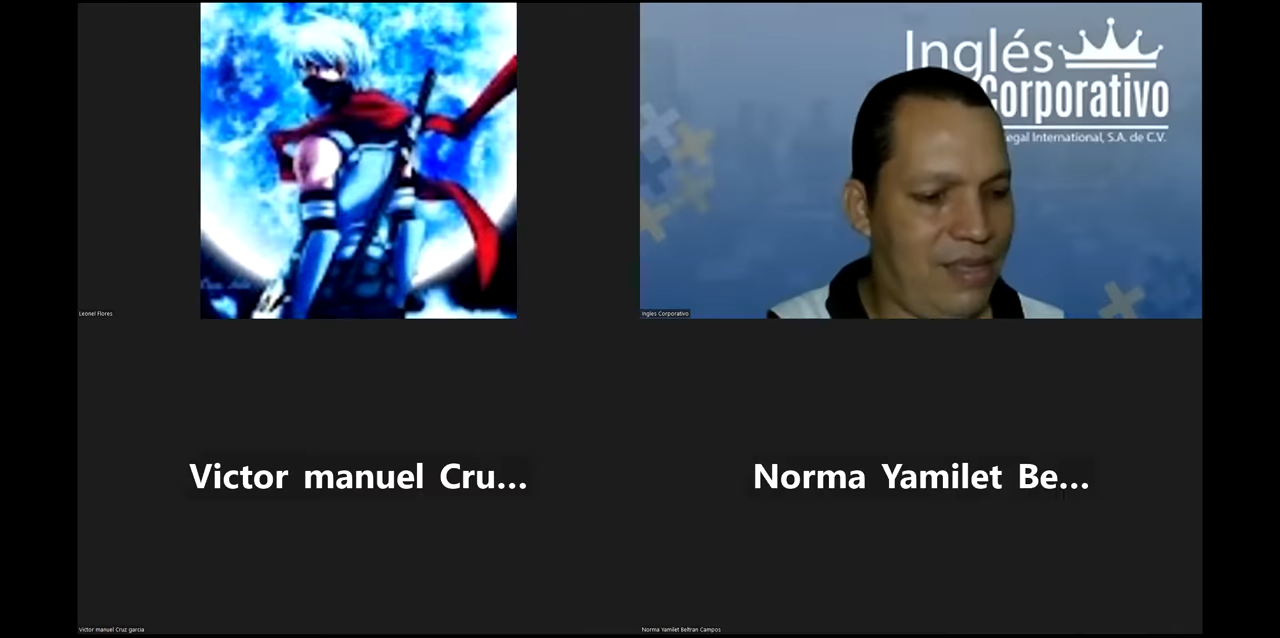 Inglés
Corporativo
egal International, S.A. de C.V.
Leonel Flores
Ingles Corporativo
Victor manuel Cru...
Norma Yamilet Be...
Victor manuel Cruz garcia
Norma Yamilet Beltran Campos